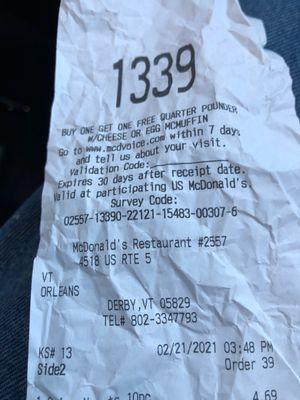 1339
BUY ONE GET ONE FREE QUARTER POUNDER
W/CHEESE OR EGG MCMUFFIN
Go to www.mcdvoice.com within 7 days
and tell us about your visit.
Validation Code:
Expires 30 days after receipt date.
Valid at participating US McDonald's.
Survey Code:
02557-13390-22121-15483-00307-6
McDonald's Restaurant #2557
4518 US RTE 5
VT
ORLEANS
DERBY,VT 05829
TEL# 802-3347793
KS# 13 02/21/2021 03:48 PM
Side2 Order 39
10pc 4.69